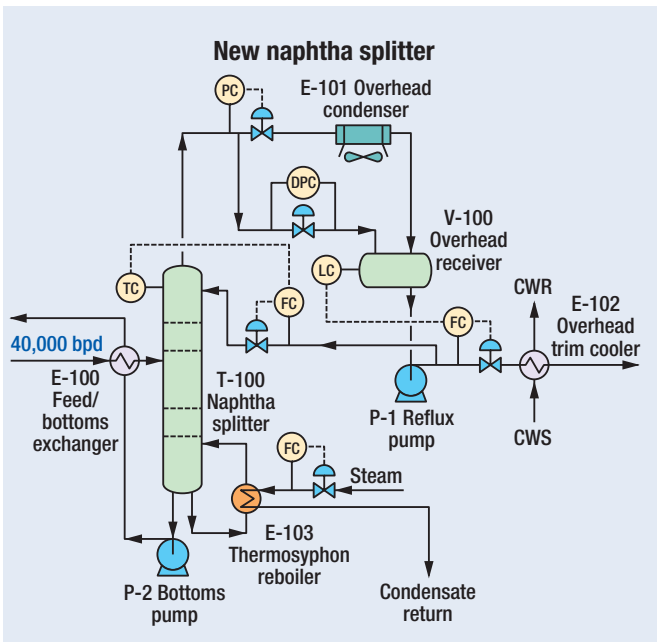 New naphtha splitter
PC
E-101 Overhead
condenser
DPC
V-100
Overhead
receiver
TC
FC
LC
FC
CWR
E-102
Overhead
trim cooler
40,000 bpd
E-100
Feed/
bottoms
exchanger
T-100
Naphtha
splitter
P-1 Reflux
pump
CWS
FC
Steam
E-103
Thermosyphon
reboiler
P-2 Bottoms
pump
Condensate
return